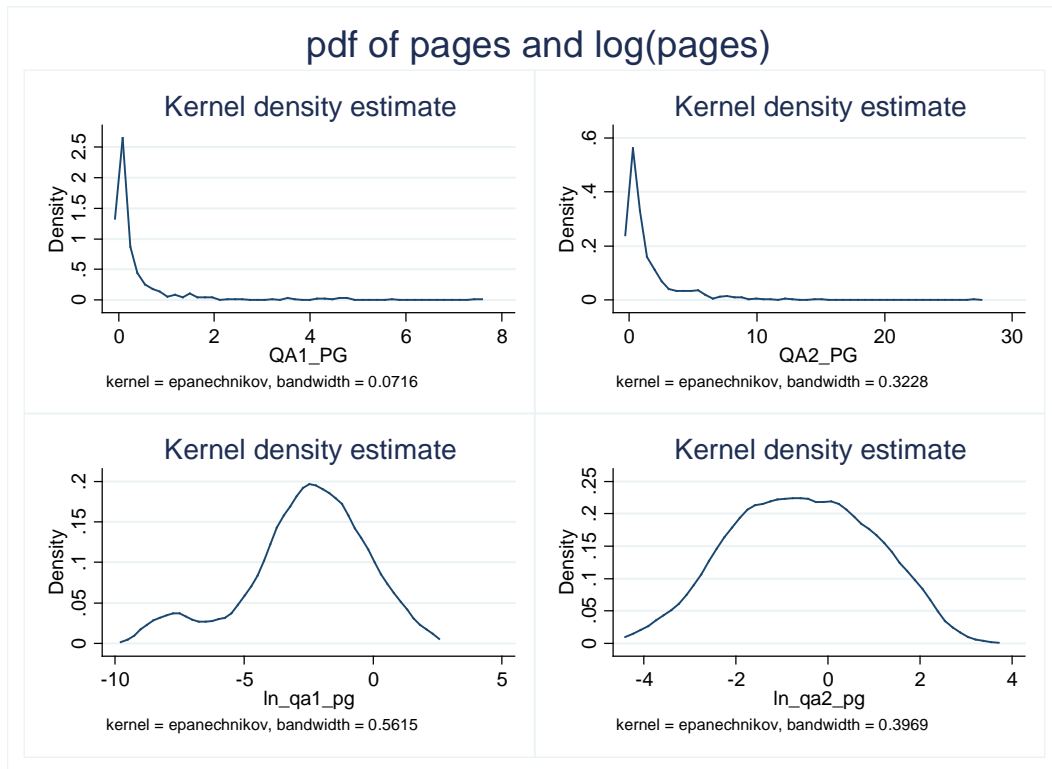 pdf of pages and log(pages)
Kernel density estimate
Density
0 .5 1 1.5 2 2.5
0 2 4 6 8
QA1_PG
kernel = epanechnikov, bandwidth = 0.0716
Kernel density estimate
Density
0 .2 .4 .6
0 10 20 30
QA2_PG
kernel = epanechnikov, bandwidth = 0.3228
Kernel density estimate
Density
0 .05 .1 .15 .2
-10 -5 0 5
ln_qa1_pg
kernel = epanechnikov, bandwidth = 0.5615
Kernel density estimate
Density
0 .05 .1 .15 .2 .25
-4 -2 0 2 4
ln_qa2_pg
kernel = epanechnikov, bandwidth = 0.3969